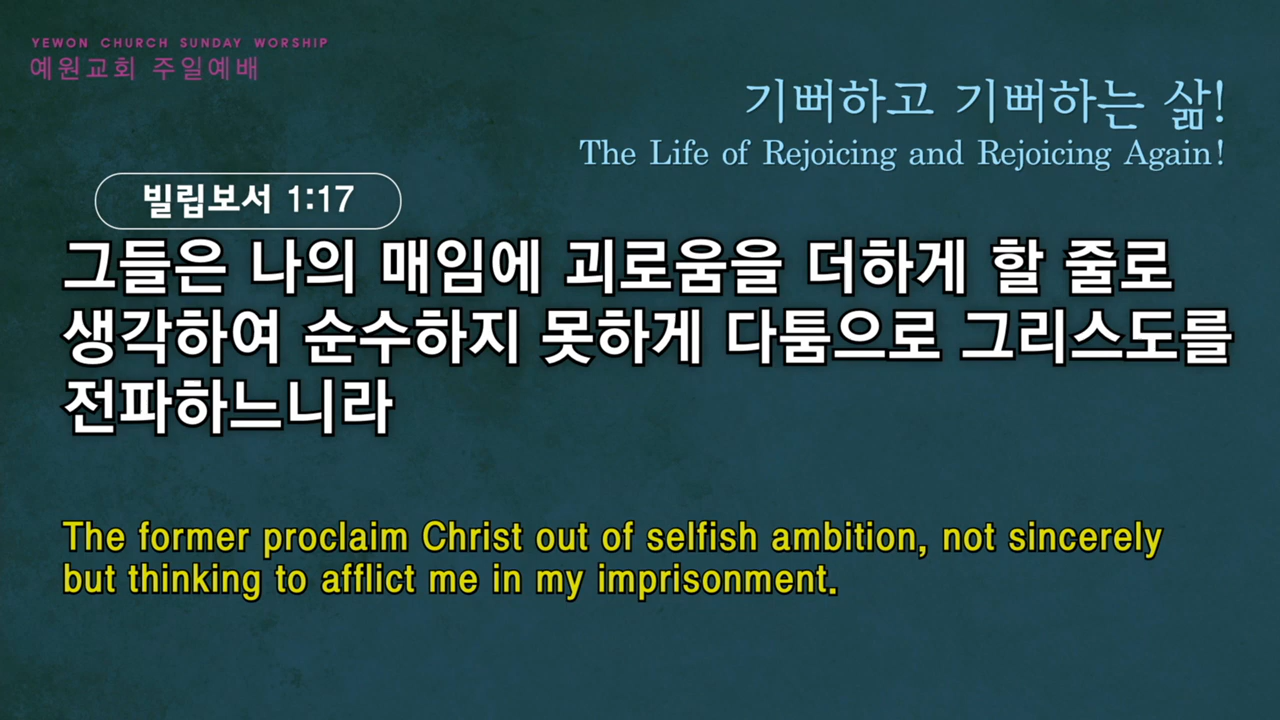 YEWON CHURCH SUNDAY WORSHIP
예원교회 주일예배
기뻐하고 기뻐하는 삶!
The Life of Rejoicing and Rejoicing Again!
빌립보서 1:17
그들은 나의 매임에 괴로움을 더하게 할 줄로
생각하여 순수하지 못하게 다툼으로 그리스도를
전파하느니라
The former proclaim Christ out of selfish ambition, not sincerely
but thinking to afflict me in my imprisonment.